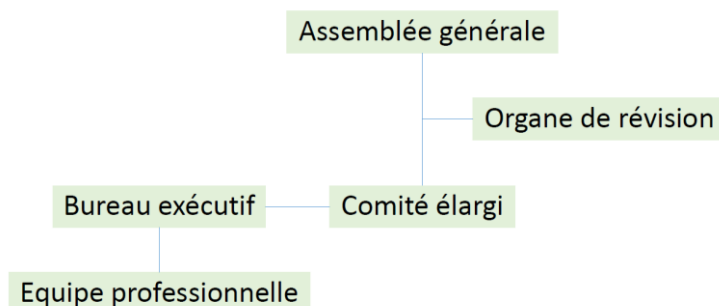 Assemblée générale
Organe de révision
Bureau exécutif
Comité élargi
Equipe professionnelle